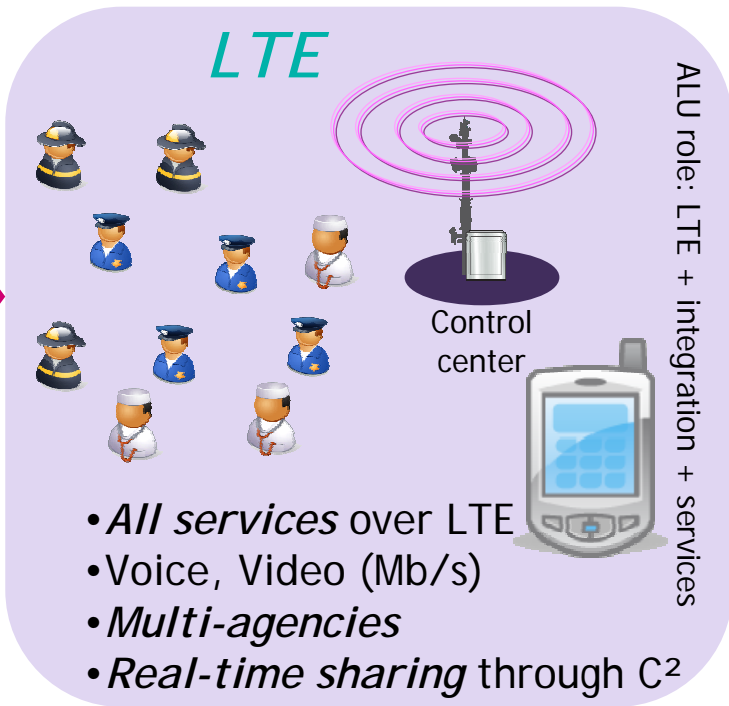 LTE
ALU role: LTE + integration + services
Control
center
•All services over LTE
•Voice, Video (Mb/s)
•Multi-agencies
•Real-time sharing through C²